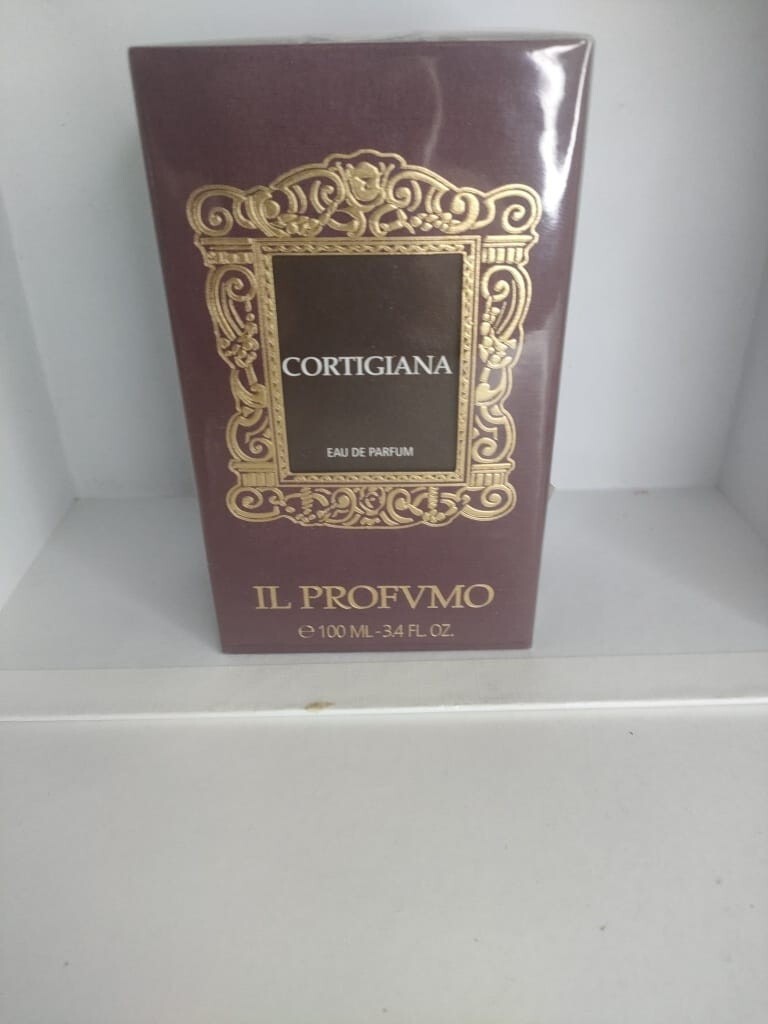 CORTIGIANA
EAU DE PARFUM
IL PROFVMO
℮ 100 ML - 3.4 FL. OZ.